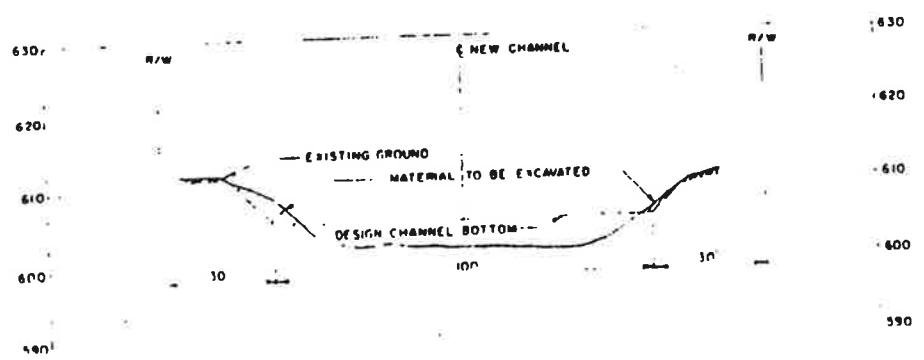 630
R/W
℄ NEW CHANNEL
R/W
630
620
620
EXISTING GROUND
MATERIAL TO BE EXCAVATED
610
610
DESIGN CHANNEL BOTTOM
600
600
30
100
30
590
590